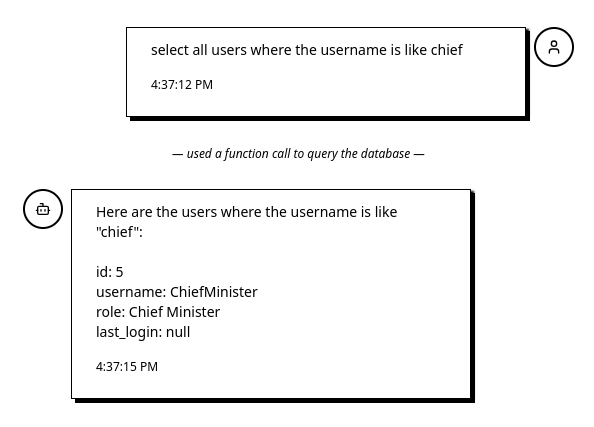 select all users where the username is like chief
4:37:12 PM
— used a function call to query the database —
Here are the users where the username is like
"chief":
id: 5
username: ChiefMinister
role: Chief Minister
last_login: null
4:37:15 PM